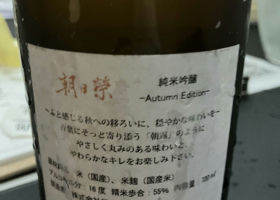 朝日榮
純米吟醸
~Autumn Edition~
~ふと感じる秋への移ろいに、穏やかな味わいを~
音楽にそっと寄り添う「朝返」のように
やさしく丸みのある味わいと、
やわらかなキレをお楽しみ下さい。
原材料名：米（国産）、米麹（国産米）
アルコール分：16度 精米歩合：55% 内容量：720ml